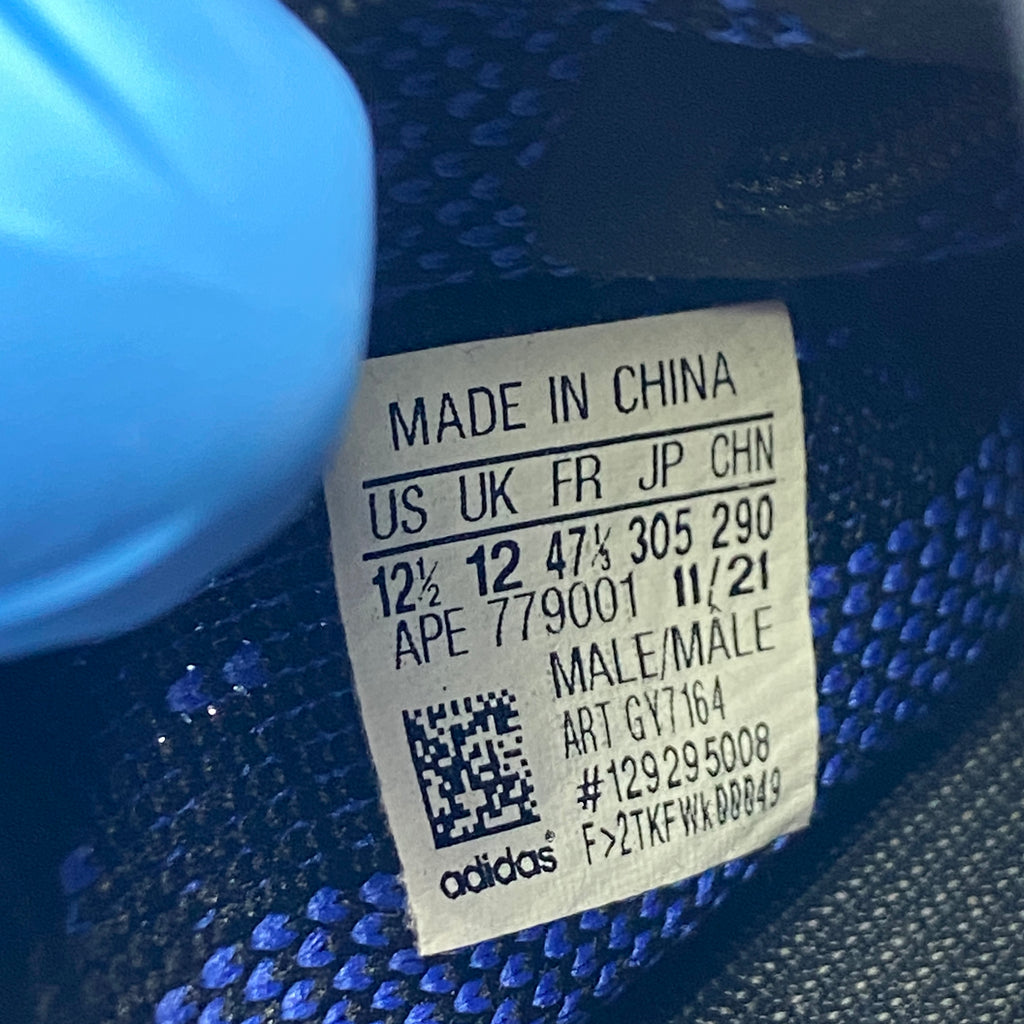 MADE IN CHINA
US UK FR JP CHN
12½ 12 47⅓ 305 290
APE 779001 11/21
MALE/MÂLE
ART GY7164
#129295008
adidas®